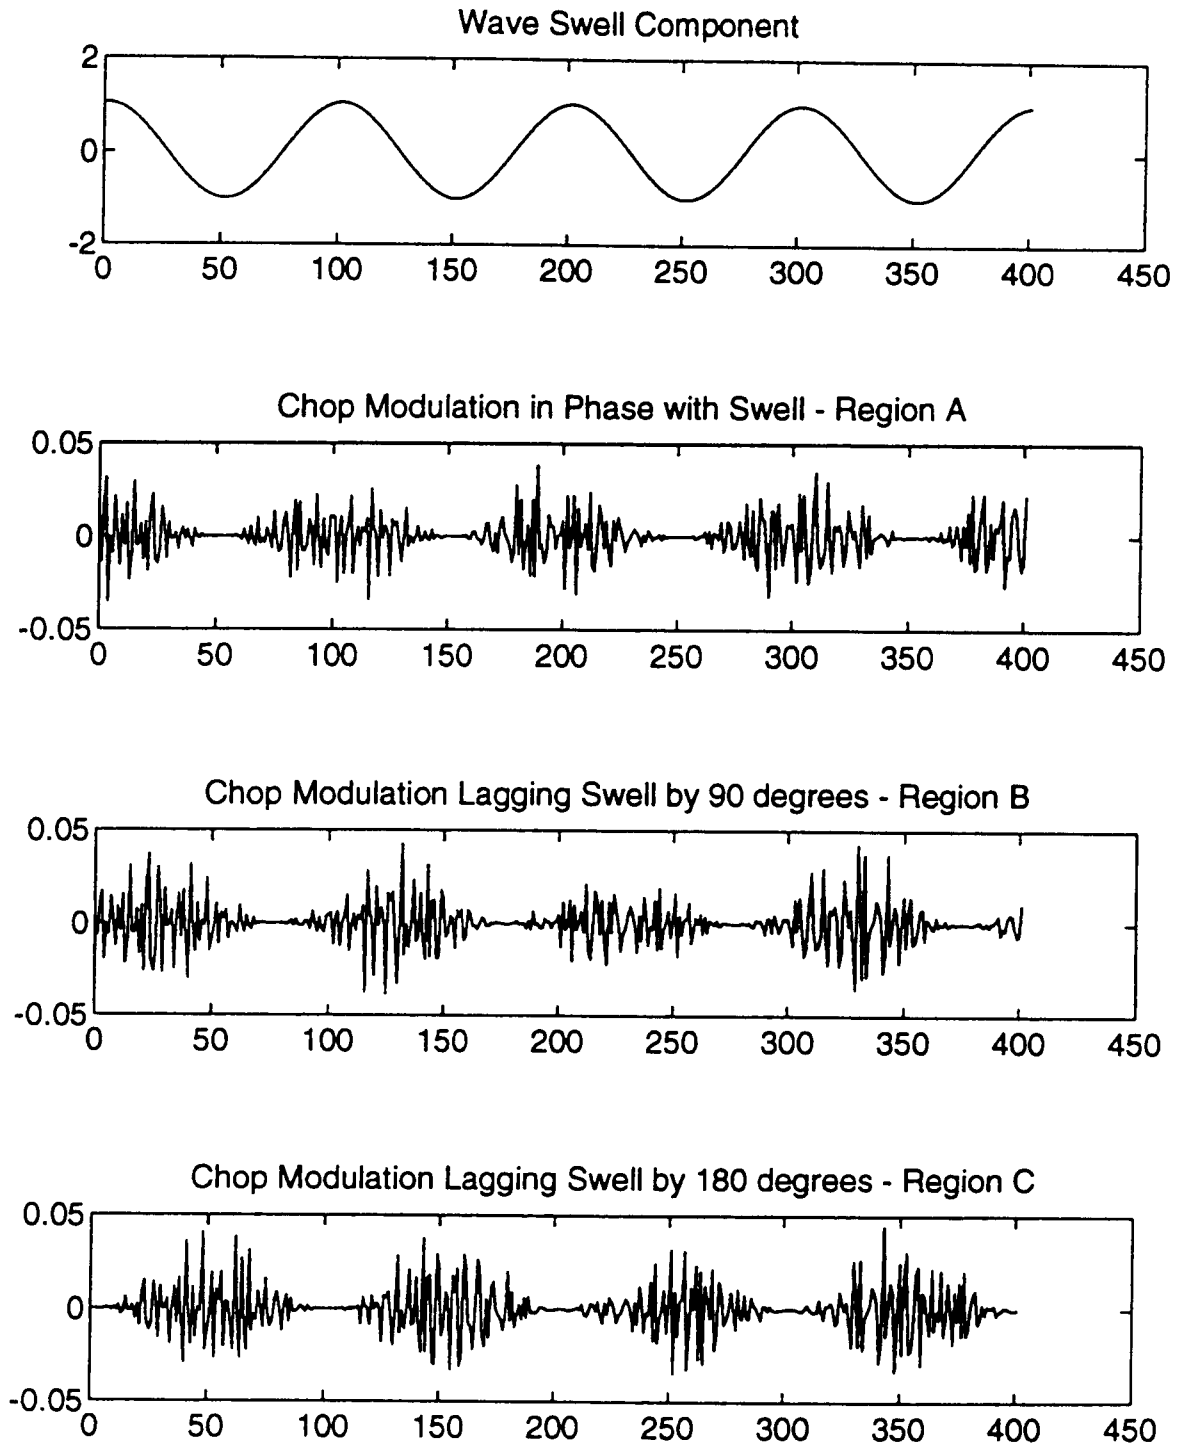 Wave Swell Component
2
0
-2
0 50 100 150 200 250 300 350 400 450
Chop Modulation in Phase with Swell - Region A
0.05
0
-0.05
0 50 100 150 200 250 300 350 400 450
Chop Modulation Lagging Swell by 90 degrees - Region B
0.05
0
-0.05
0 50 100 150 200 250 300 350 400 450
Chop Modulation Lagging Swell by 180 degrees - Region C
0.05
0
-0.05
0 50 100 150 200 250 300 350 400 450